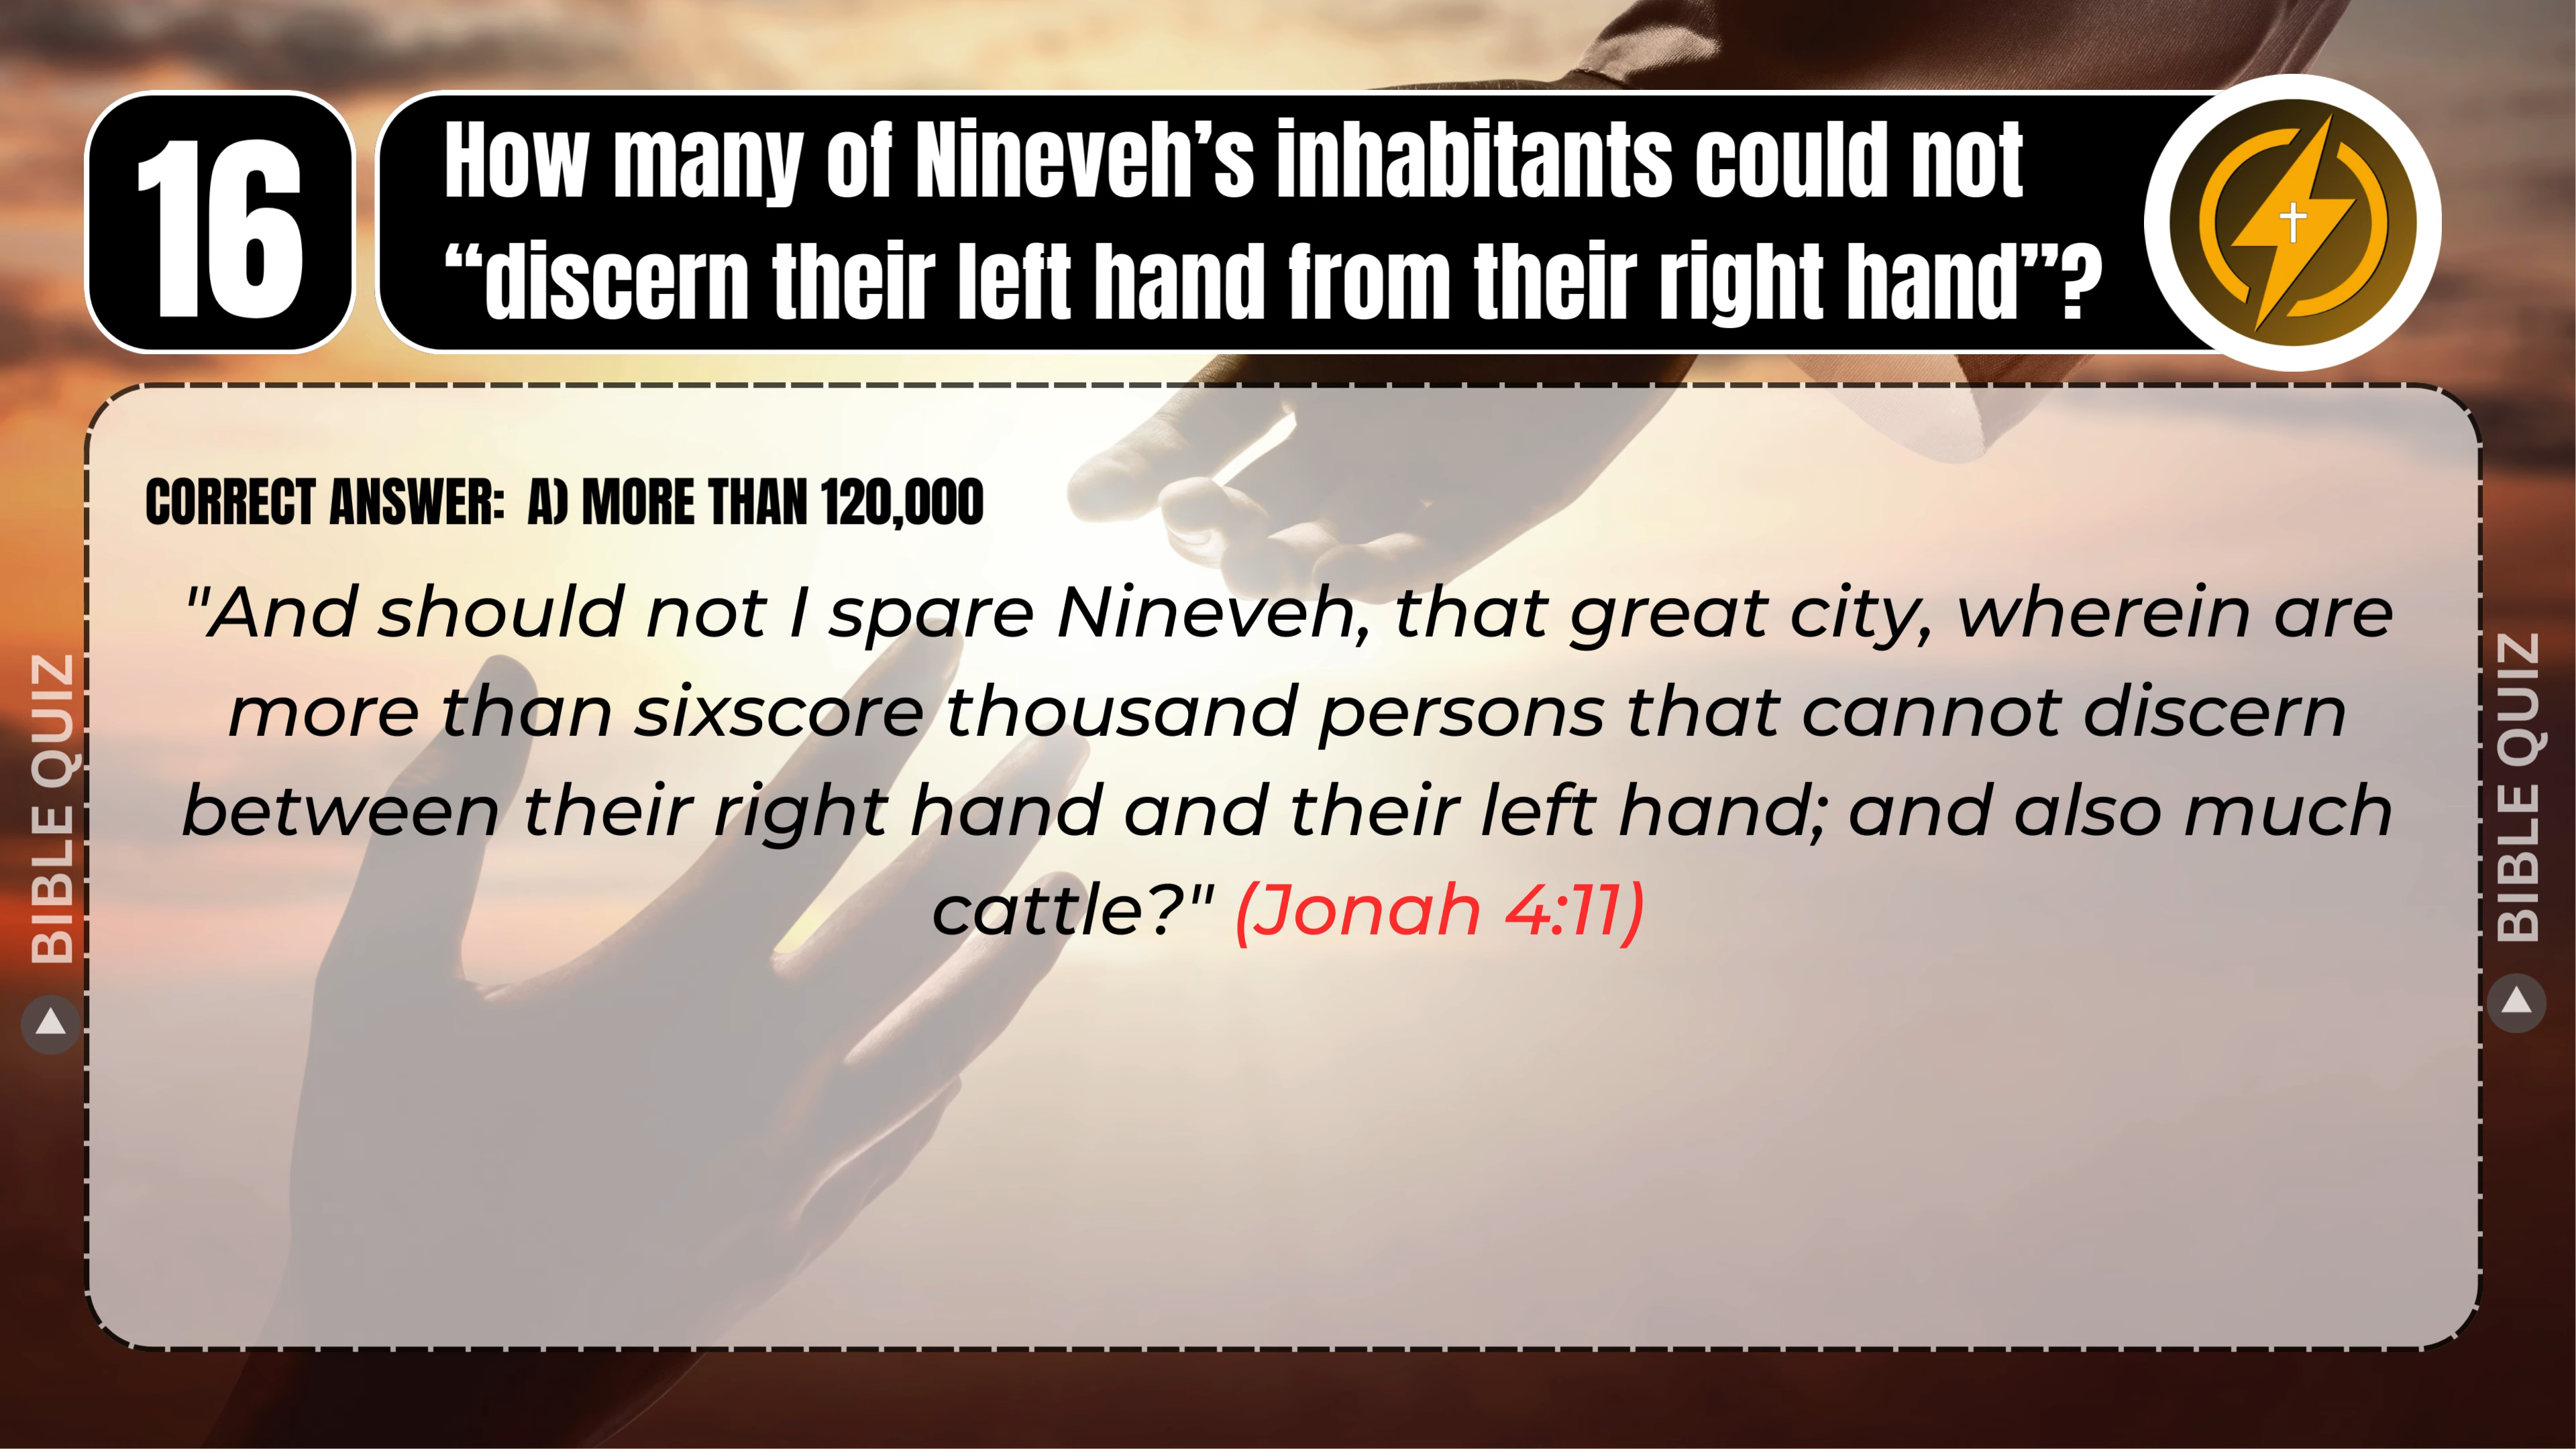 16
How many of Nineveh’s inhabitants could not
“discern their left hand from their right hand”?
CORRECT ANSWER: A) MORE THAN 120,000
"And should not I spare Nineveh, that great city, wherein are
more than sixscore thousand persons that cannot discern
between their right hand and their left hand; and also much
cattle?" (Jonah 4:11)
BIBLE QUIZ
BIBLE QUIZ